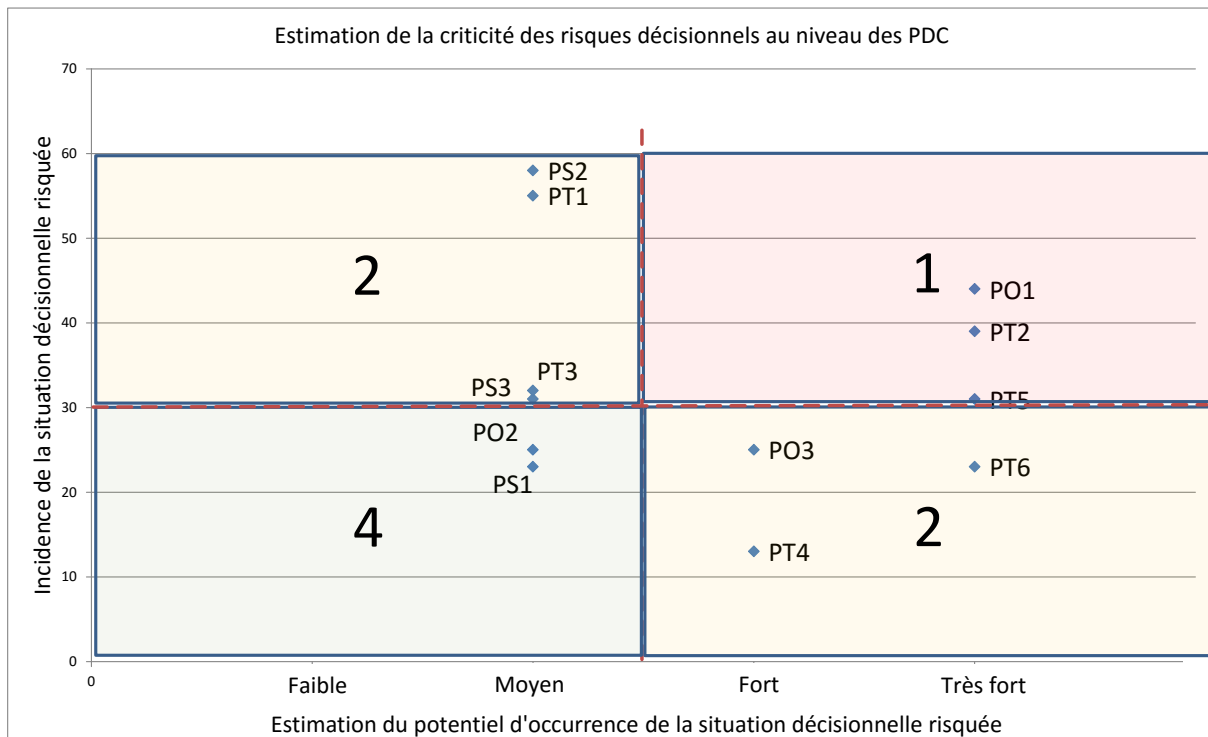 Estimation de la criticité des risques décisionnels au niveau des PDC
Incidence de la situation décisionnelle risquée
70
60
50
40
30
20
10
0
PS2
PT1
2
1
PO1
PT2
PT3
PS3
PT5
PO2
PO3
PT6
PS1
4
2
PT4
0 Faible Moyen Fort Très fort
Estimation du potentiel d'occurrence de la situation décisionnelle risquée